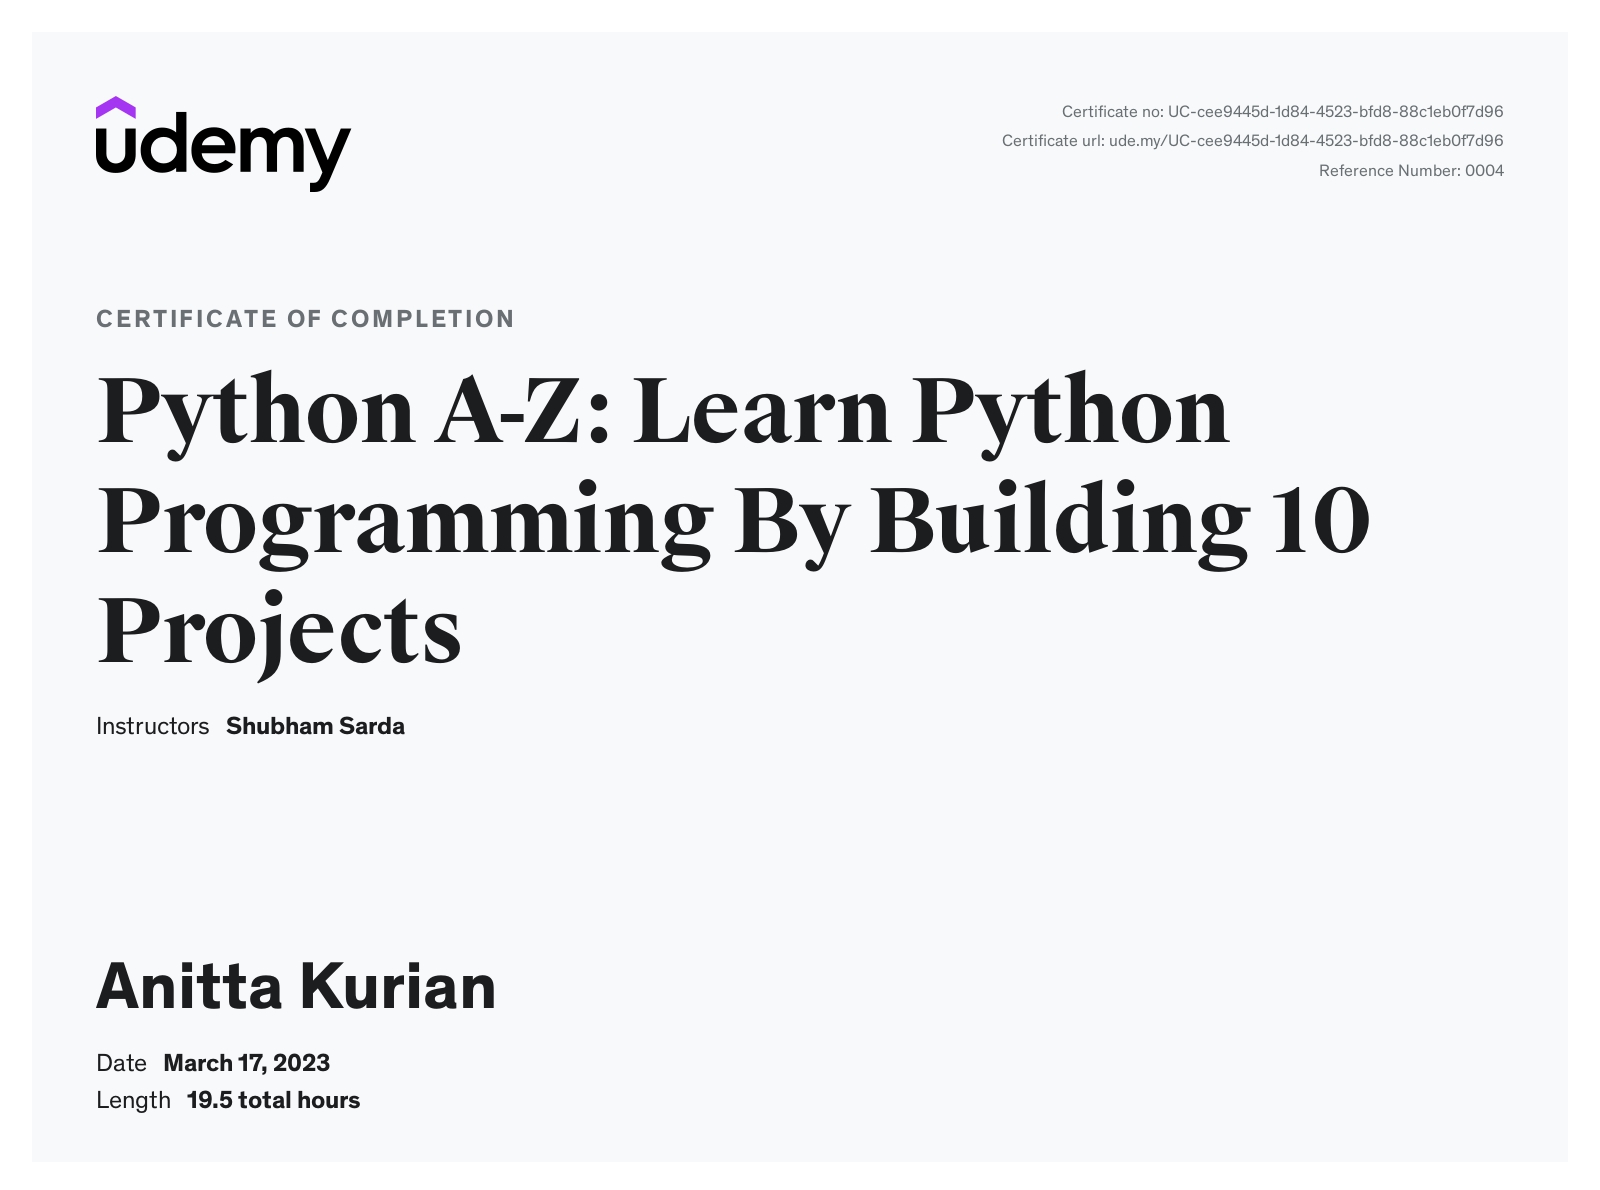 udemy
Certificate no: UC-cee9445d-1d84-4523-bfd8-88c1eb0f7d96
Certificate url: ude.my/UC-cee9445d-1d84-4523-bfd8-88c1eb0f7d96
Reference Number: 0004
CERTIFICATE OF COMPLETION
Python A-Z: Learn Python
Programming By Building 10
Projects
Instructors Shubham Sarda
Anitta Kurian
Date March 17, 2023
Length 19.5 total hours